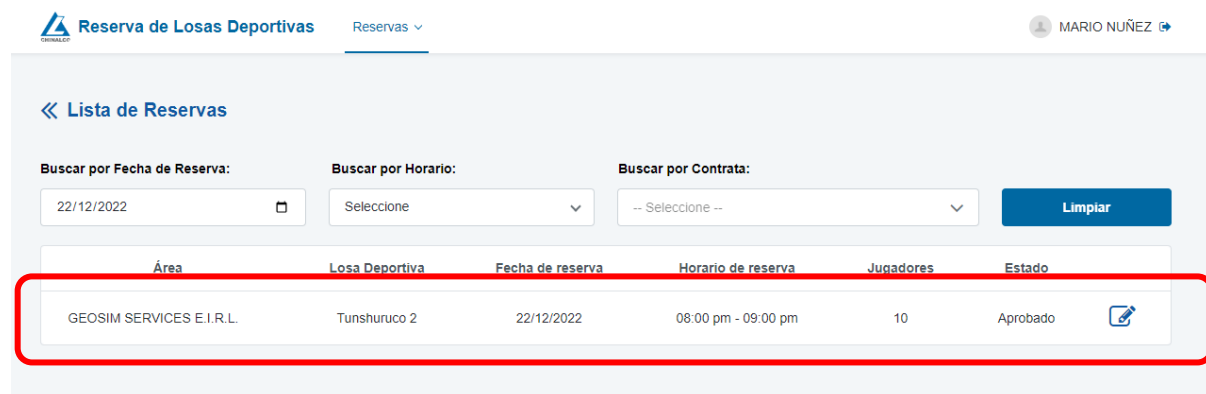 CHINALCO Reserva de Losas Deportivas Reservas MARIO NUÑEZ
Lista de Reservas
Buscar por Fecha de Reserva: Buscar por Horario: Buscar por Contrata:
22/12/2022 Seleccione -- Seleccione -- Limpiar
Área Losa Deportiva Fecha de reserva Horario de reserva Jugadores Estado
GEOSIM SERVICES E.I.R.L. Tunshuruco 2 22/12/2022 08:00 pm - 09:00 pm 10 Aprobado